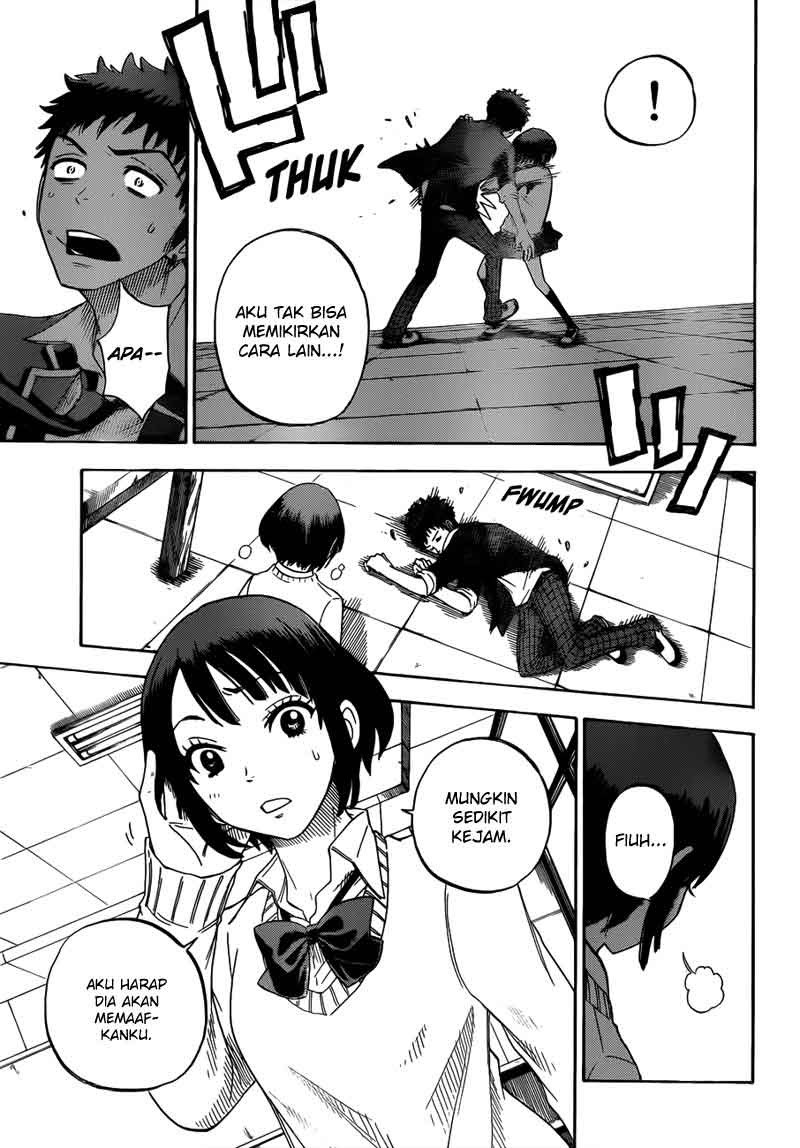 !
THUK
AKU TAK BISA
MEMIKIRKAN
CARA LAIN...!
APA--
FWUMP
FIUH...
MUNGKIN
SEDIKIT
KEJAM.
AKU HARAP
DIA AKAN
MEMAAF-
KANKU.